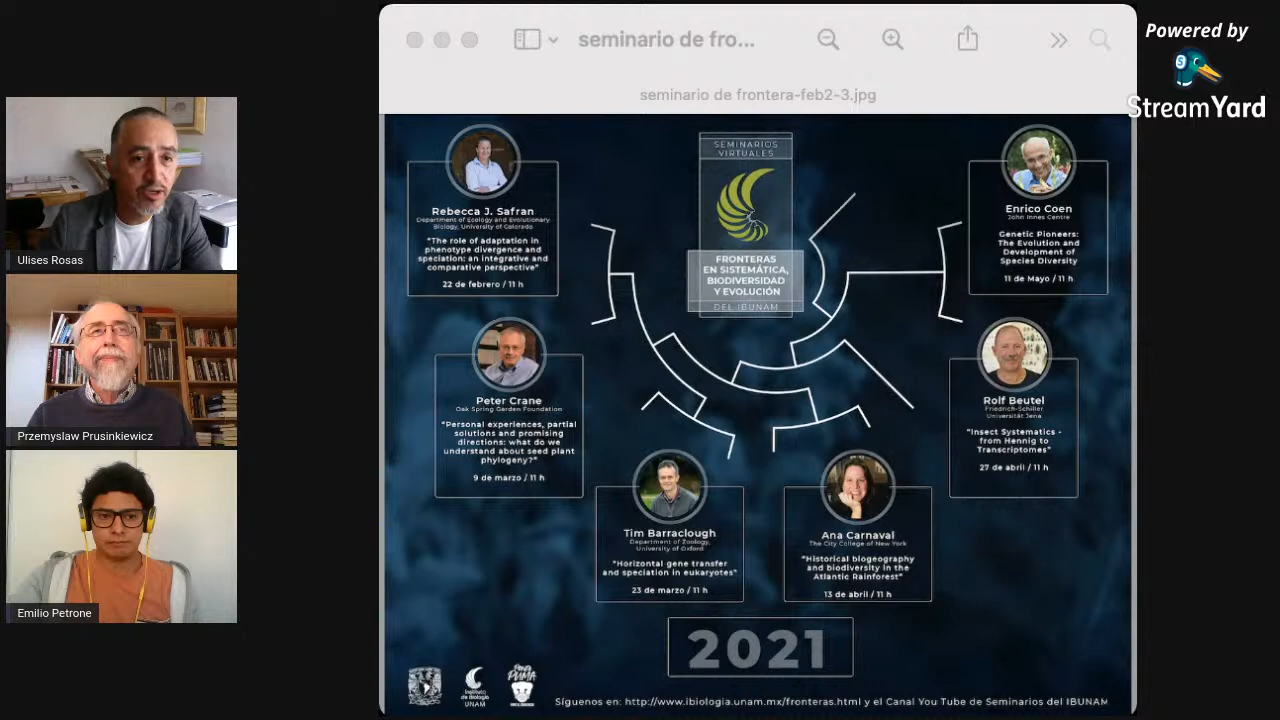 seminario de fro...
seminario de frontera-feb2-3.jpg
Powered by
StreamYard
Ulises Rosas
Przemyslaw Prusinkiewicz
Emilio Petrone
SEMINARIOS
VIRTUALES
FRONTERAS
EN SISTEMÁTICA,
BIODIVERSIDAD
Y EVOLUCIÓN
DEL IBUNAM
Rebecca J. Safran
Department of Ecology and Evolutionary
Biology, University of Colorado
"The role of adaptation in
phenotype divergence and
speciation: an integrative and
comparative perspective"
22 de febrero / 11 h
Peter Crane
Oak Spring Garden Foundation
"Personal experiences, partial
solutions and promising
directions: what do we
understand about seed plant
phylogeny?"
9 de marzo / 11 h
Tim Barraclough
Department of Zoology,
University of Oxford
"Horizontal gene transfer
and speciation in eukaryotes"
23 de marzo / 11 h
Ana Carnaval
The City College of New York
"Historical biogeography
and biodiversity in the
Atlantic Rainforest"
13 de abril / 11 h
Rolf Beutel
Friedrich-Schiller
Universität Jena
"Insect Systematics -
from Hennig to
Transcriptomes"
27 de abril / 11 h
Enrico Coen
John Innes Centre
Genetic Pioneers:
The Evolution and
Development of
Species Diversity
11 de Mayo / 11 h
2021
Instituto
de Biología
UNAM
PUMA
Síguenos en: http://www.ibiologia.unam.mx/fronteras.html y el Canal You Tube de Seminarios del IBUNAM